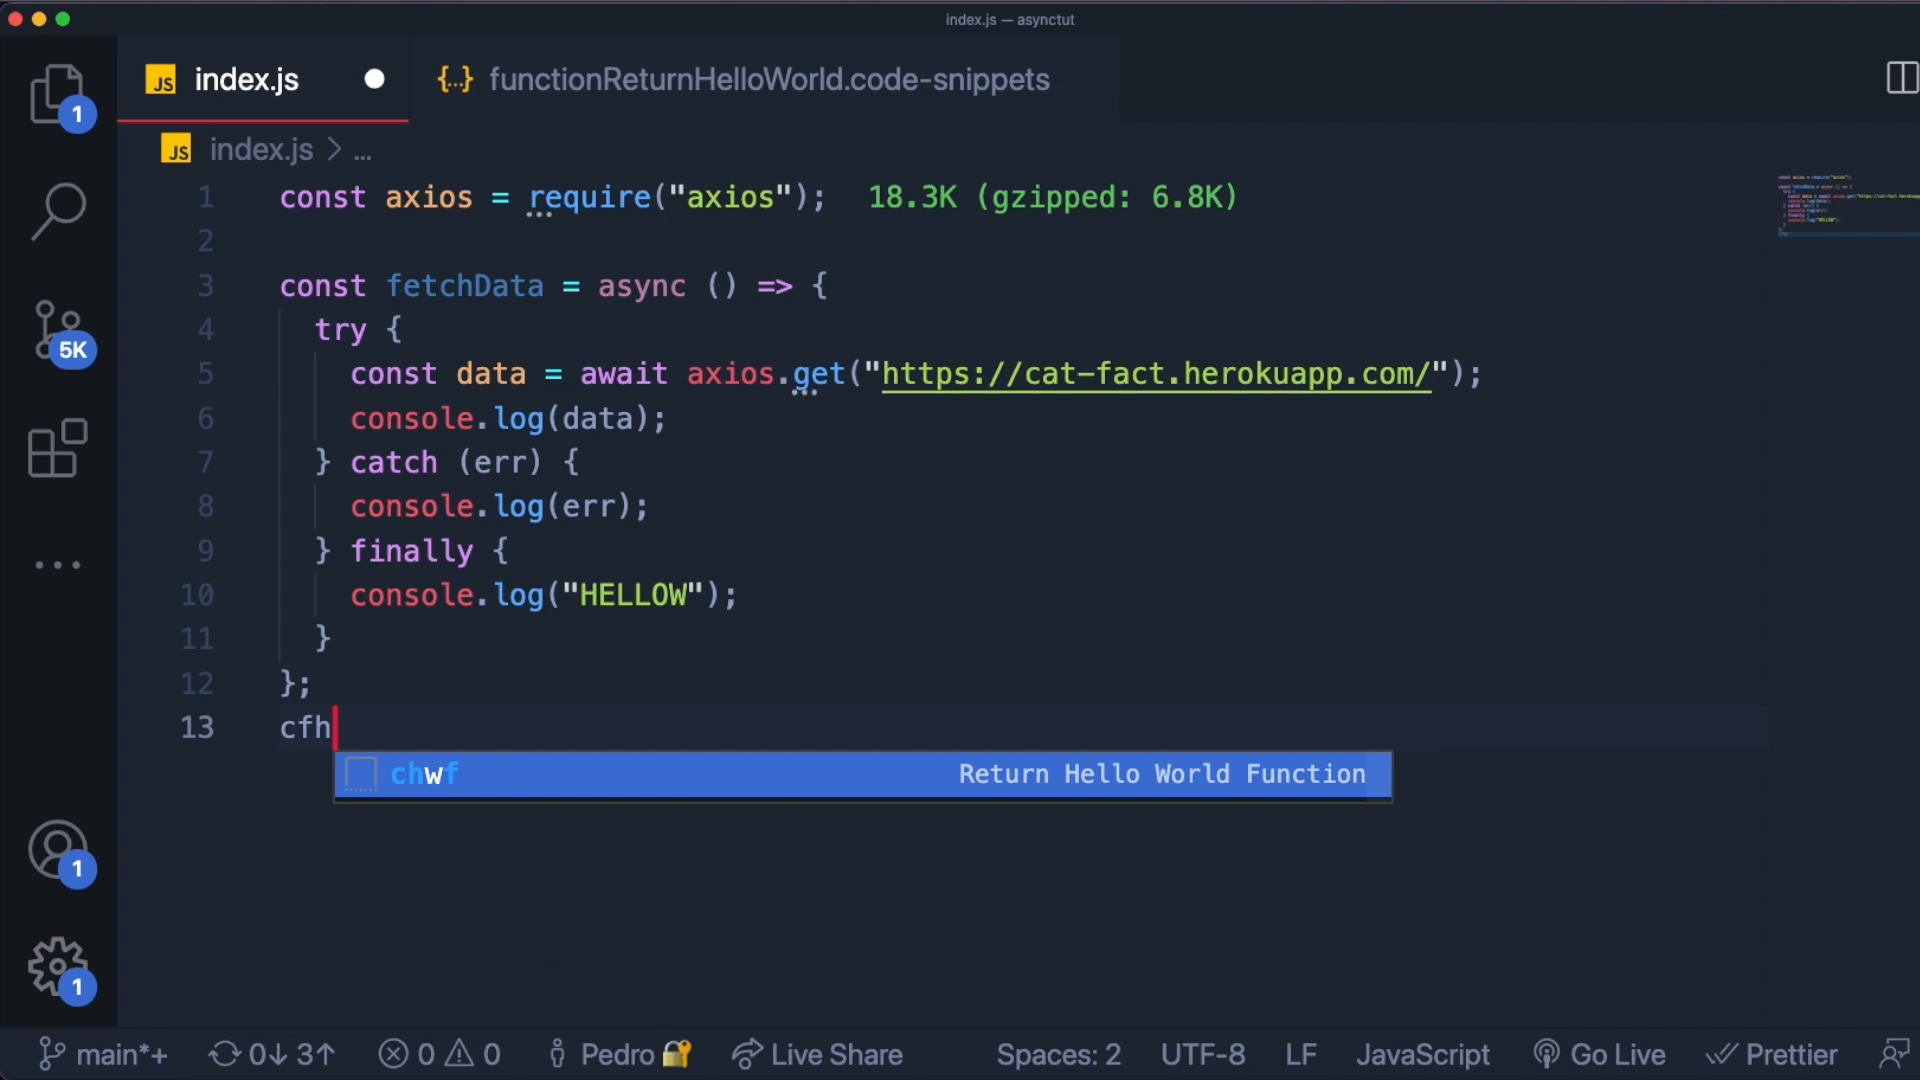 index.js — asynctut
JS index.js
{...} functionReturnHelloWorld.code-snippets
JS index.js > ...
1 const axios = require("axios"); 18.3K (gzipped: 6.8K)
2
3 const fetchData = async () => {
4 try {
5 const data = await axios.get("https://cat-fact.herokuapp.com/");
6 console.log(data);
7 } catch (err) {
8 console.log(err);
9 } finally {
10 console.log("HELLOW");
11 }
12 };
13 cfh
chwf Return Hello World Function
1
5K
1
1
main*+ 0↓ 3↑ 0 0 Pedro Live Share Spaces: 2 UTF-8 LF JavaScript Go Live Prettier